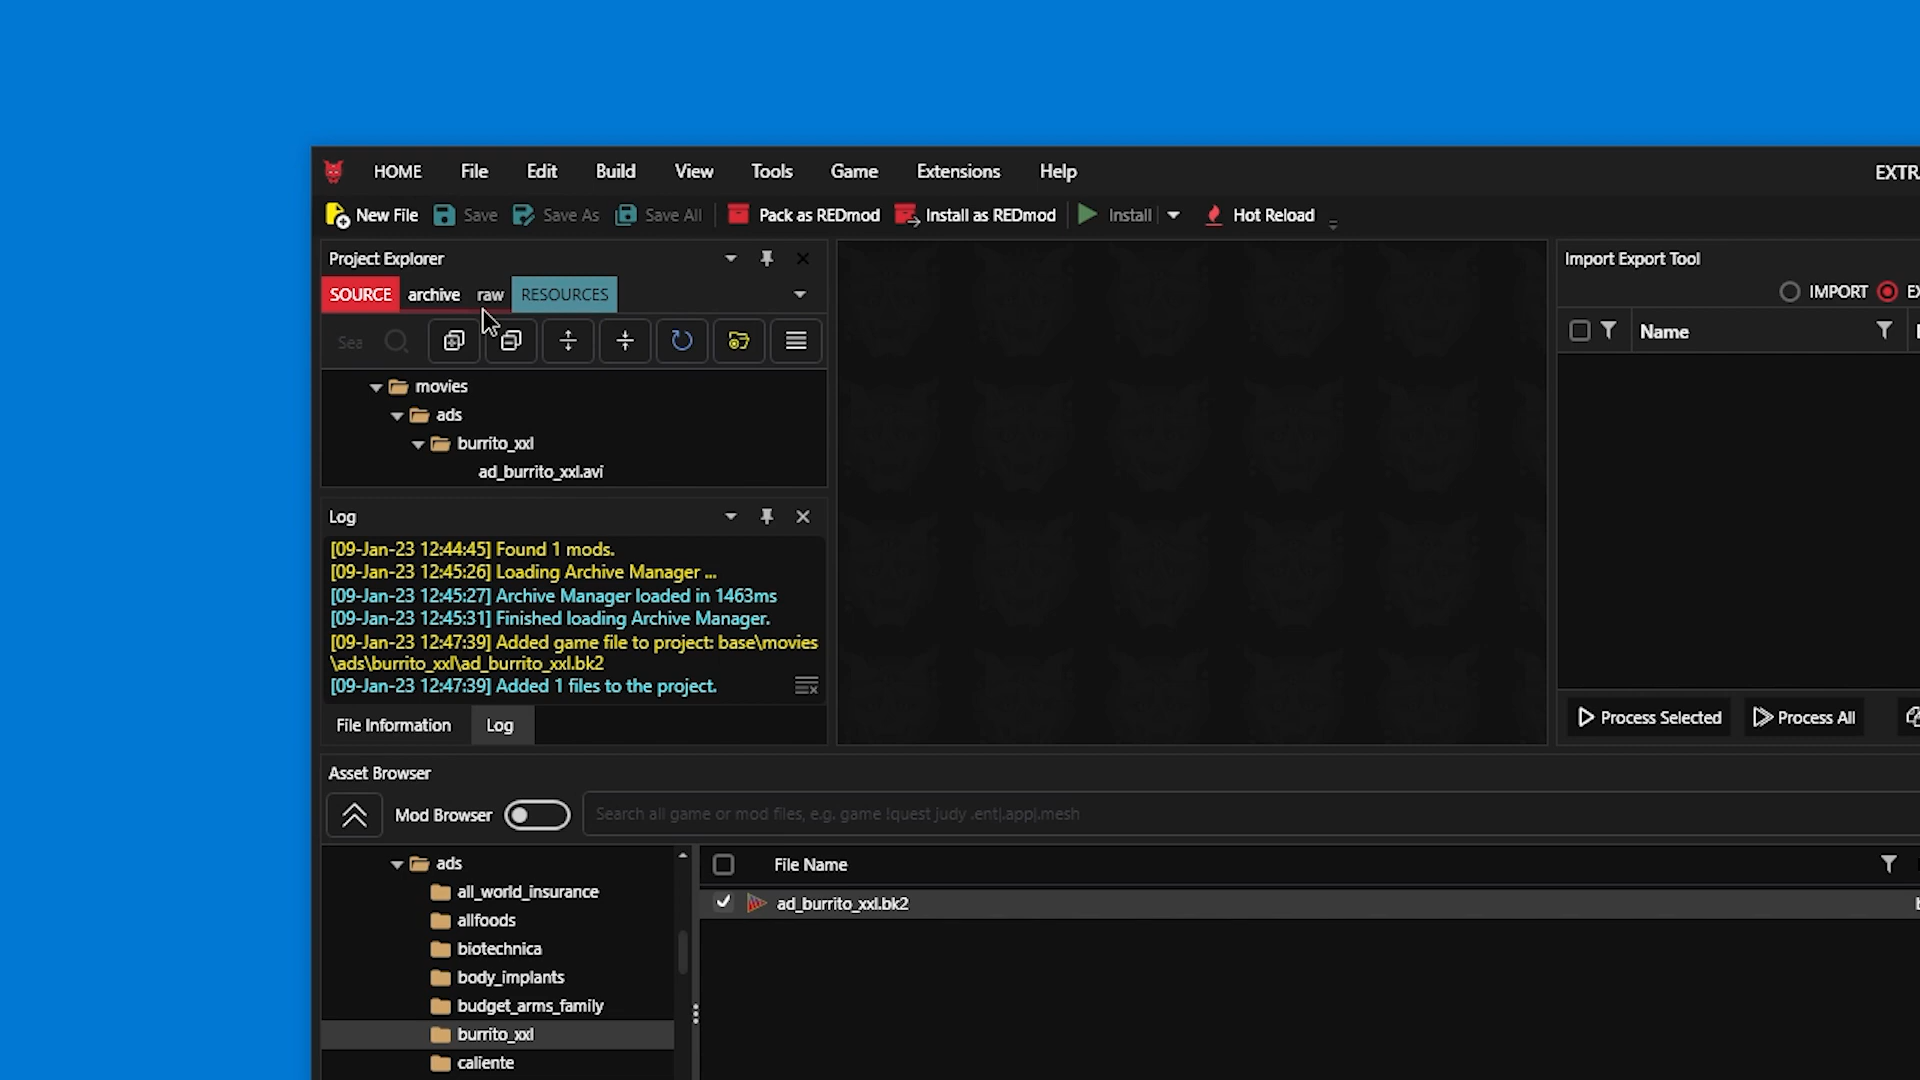 HOME File Edit Build View Tools Game Extensions Help EXTR
New File Save Save As Save All Pack as REDmod Install as REDmod Install Hot Reload
Project Explorer
SOURCE archive raw RESOURCES
Sea
movies
ads
burrito_xxl
ad_burrito_xxl.avi
Log
[09-Jan-23 12:44:45] Found 1 mods.
[09-Jan-23 12:45:26] Loading Archive Manager ...
[09-Jan-23 12:45:27] Archive Manager loaded in 1463ms
[09-Jan-23 12:45:31] Finished loading Archive Manager.
[09-Jan-23 12:47:39] Added game file to project: base\movies
\ads\burrito_xxl\ad_burrito_xxl.bk2
[09-Jan-23 12:47:39] Added 1 files to the project.
File Information Log
Import Export Tool
IMPORT EX
Name
Process Selected Process All
Asset Browser
Mod Browser Search all game or mod files, e.g. game !quest judy .ent|.app|.mesh
ads
all_world_insurance
allfoods
biotechnica
body_implants
budget_arms_family
burrito_xxl
caliente
File Name
ad_burrito_xxl.bk2